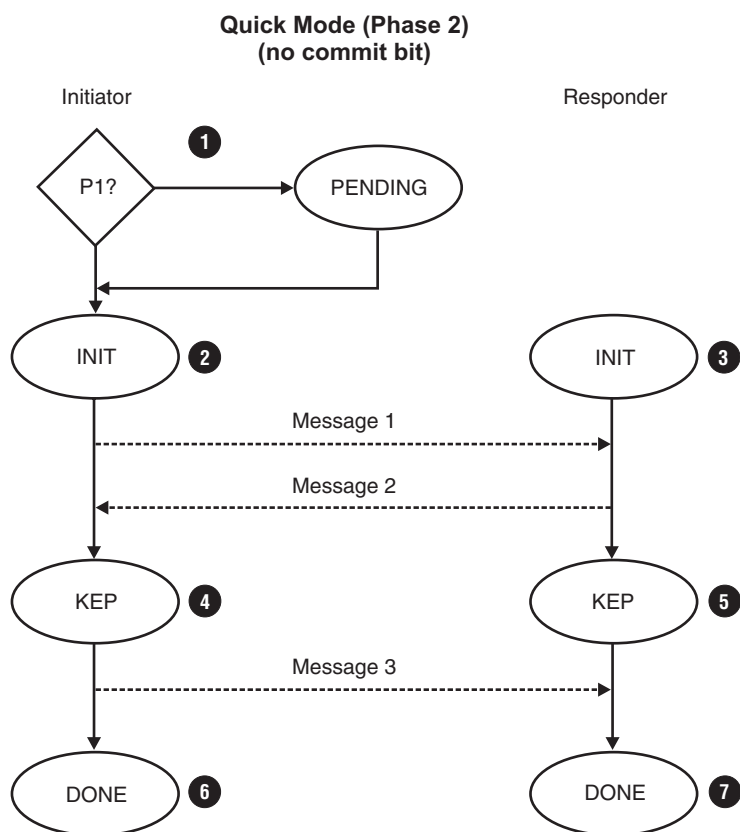 Quick Mode (Phase 2)
(no commit bit)
Initiator
Responder
1
P1?
PENDING
INIT
2
INIT
3
Message 1
Message 2
KEP
4
KEP
5
Message 3
DONE
6
DONE
7